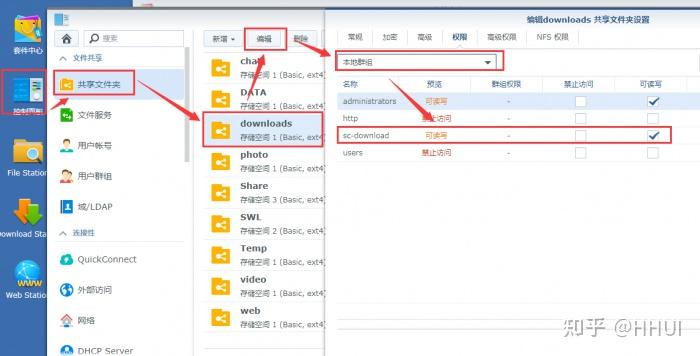 套件中心
控制面板
File Station
Download Sta
Web Station
搜索
文件共享
共享文件夹
文件服务
用户帐号
用户群组
域/LDAP
连接性
QuickConnect
外部访问
网络
DHCP Server
新增 编辑 删除
chat
存储空间 1 (Basic, ext4)
DATA
存储空间 1 (Basic, ext4)
downloads
存储空间 1 (Basic, ext4)
photo
存储空间 1 (Basic, ext4)
Share
存储空间 3 (Basic, ext4)
SWL
存储空间 2 (Basic, ext4)
Temp
存储空间 1 (Basic, ext4)
video
存储空间 1 (Basic, ext4)
web
存储空间 1 (Basic, ext4)
编辑downloads 共享文件夹设置
常规 加密 高级 权限 高级权限 NFS 权限
本地群组
名称 预览 群组权限 禁止访问 可读写
administrators 可读写 -
http 禁止访问 -
sc-download 可读写 -
users 禁止访问 -
知乎 @HHUI